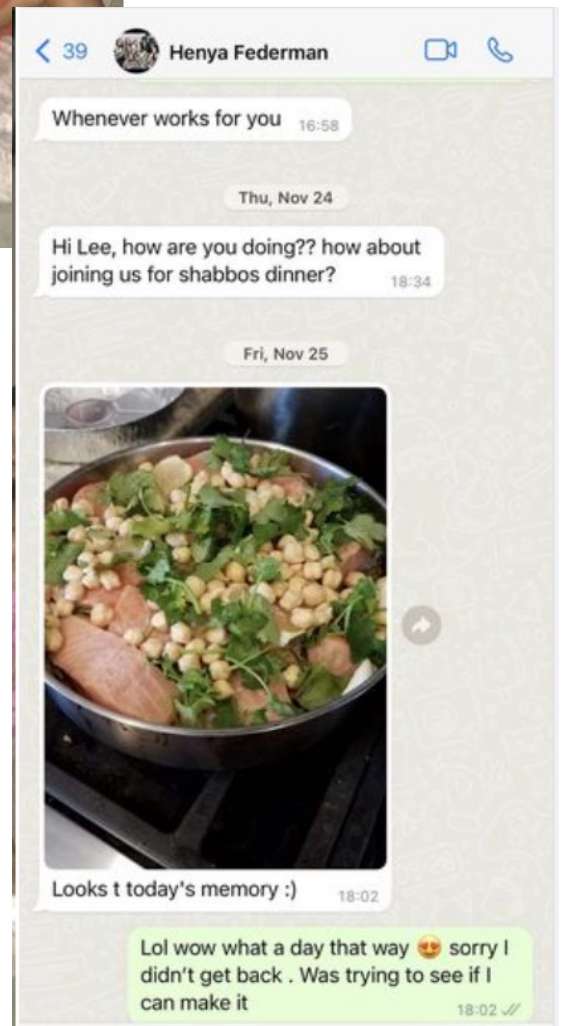 39
Henya Federman
Whenever works for you
16:58
Thu, Nov 24
Hi Lee, how are you doing?? how about
joining us for shabbos dinner?
18:34
Fri, Nov 25
Looks t today's memory :)
18:02
Lol wow what a day that way 😍 sorry I
didn't get back . Was trying to see if I
can make it
18:02